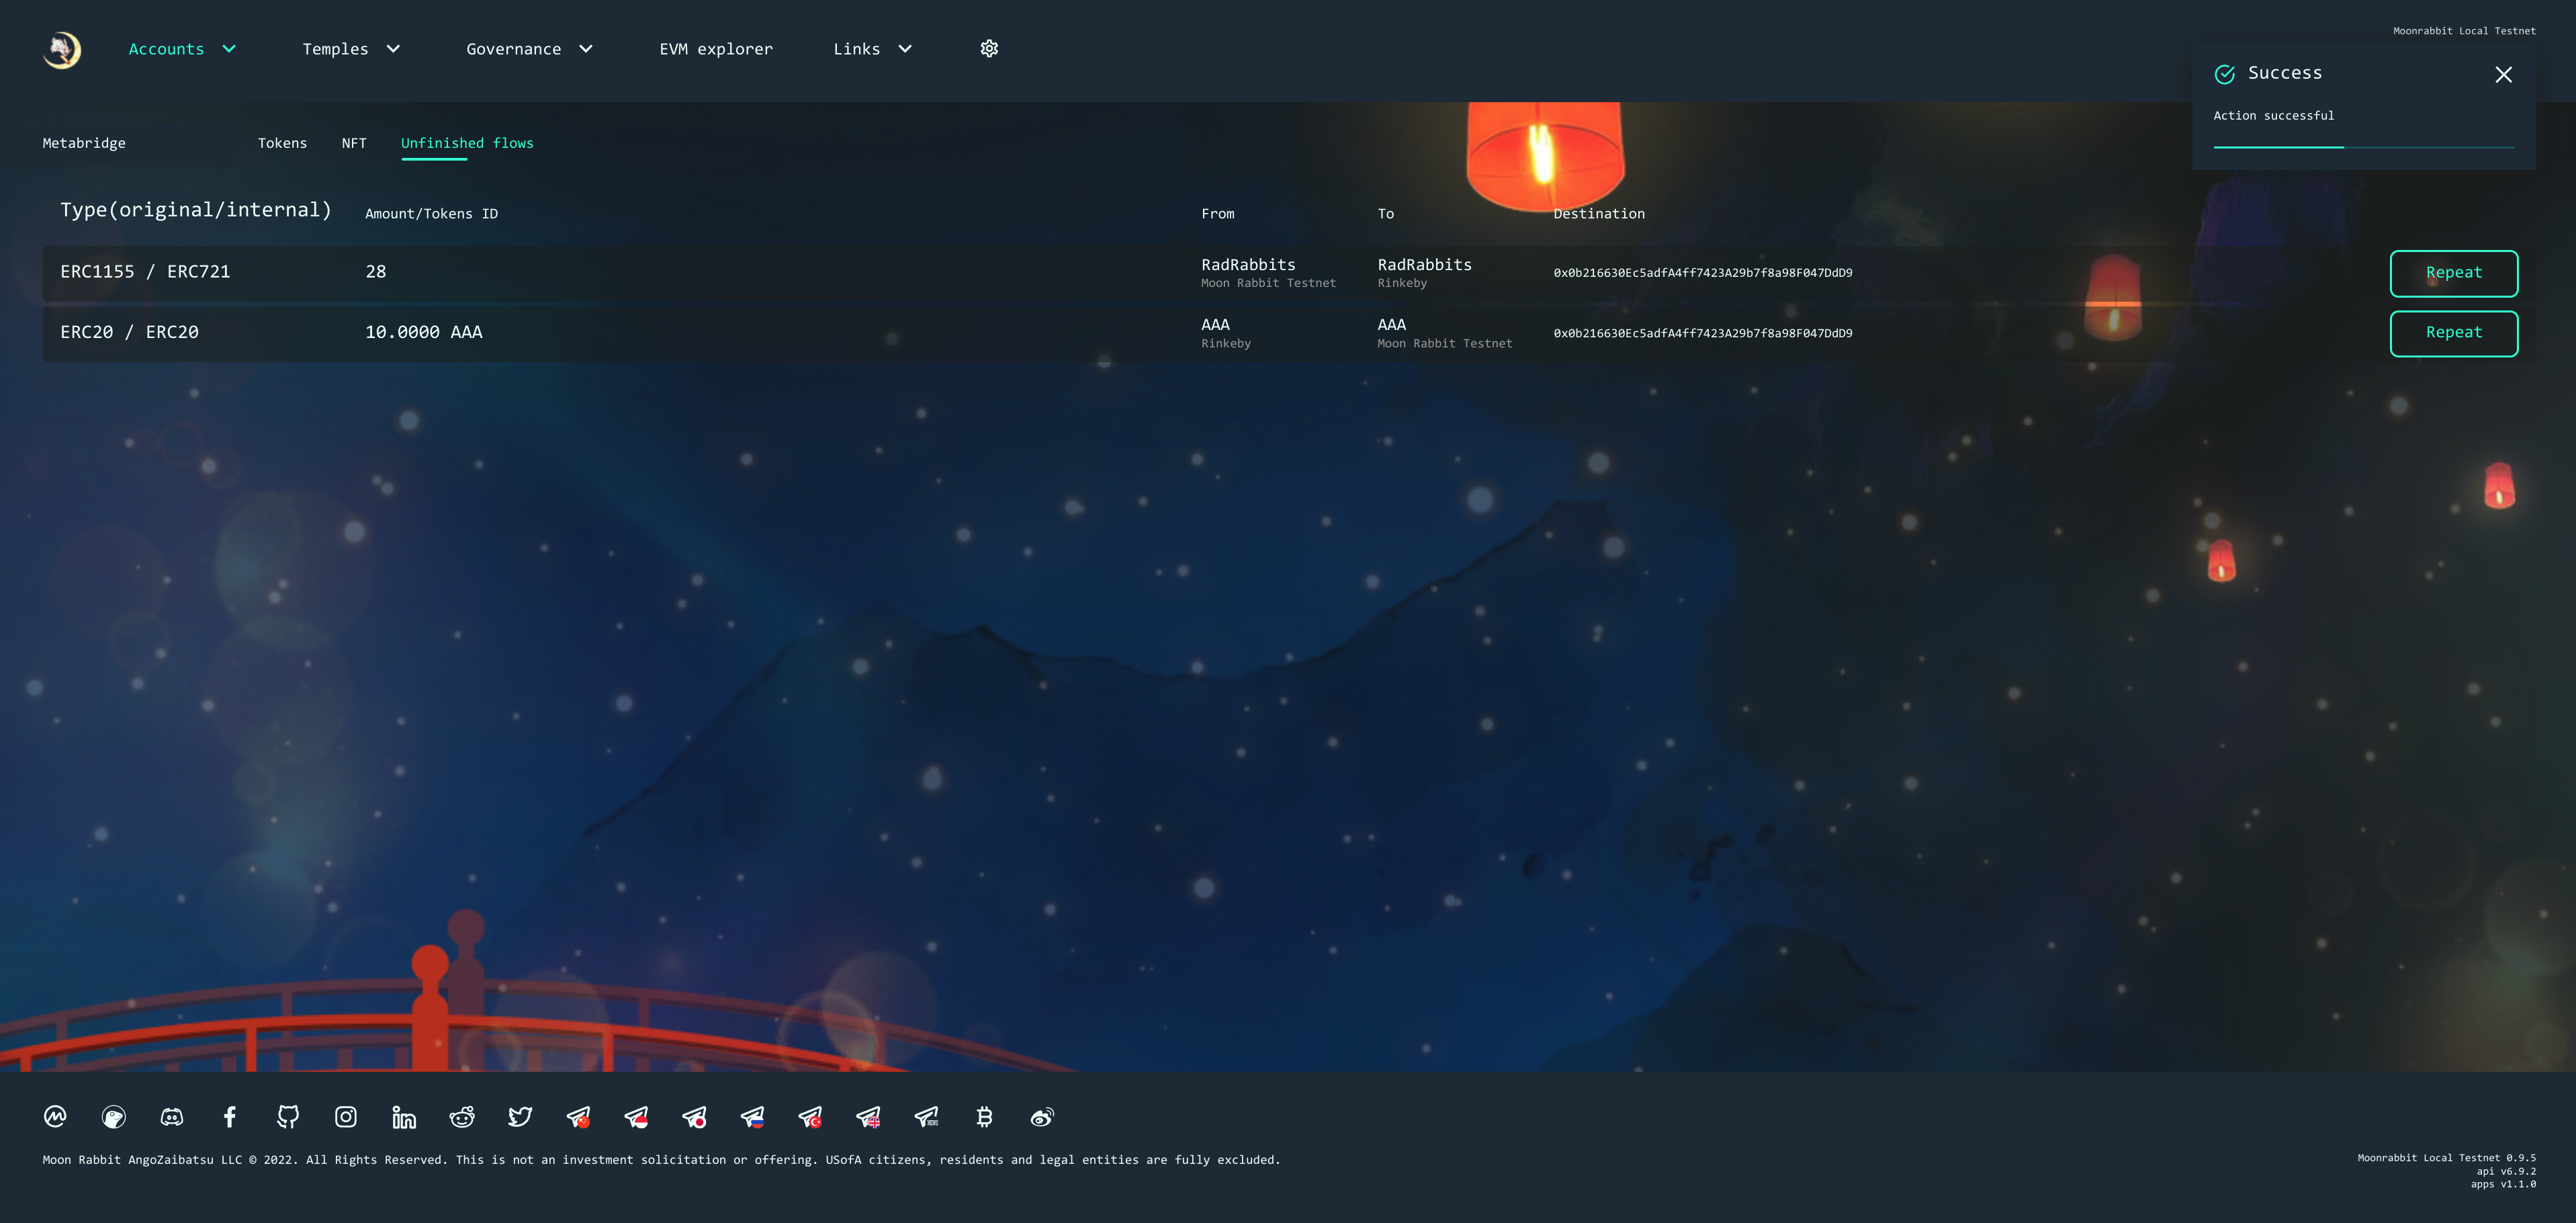 Accounts Temples Governance EVM explorer Links
Moonrabbit Local Testnet
Success
Action successful
Metabridge Tokens NFT Unfinished flows
Type(original/internal) Amount/Tokens ID From To Destination
ERC1155 / ERC721 28 RadRabbits RadRabbits 0x0b216630Ec5adfA4ff7423A29b7f8a98F047DdD9 Repeat
Moon Rabbit Testnet Rinkeby
ERC20 / ERC20 10.0000 AAA AAA AAA 0x0b216630Ec5adfA4ff7423A29b7f8a98F047DdD9 Repeat
Rinkeby Moon Rabbit Testnet
NEWS
Moon Rabbit AngoZaibatsu LLC © 2022. All Rights Reserved. This is not an investment solicitation or offering. USofA citizens, residents and legal entities are fully excluded.
Moonrabbit Local Testnet 0.9.5
api v6.9.2
apps v1.1.0